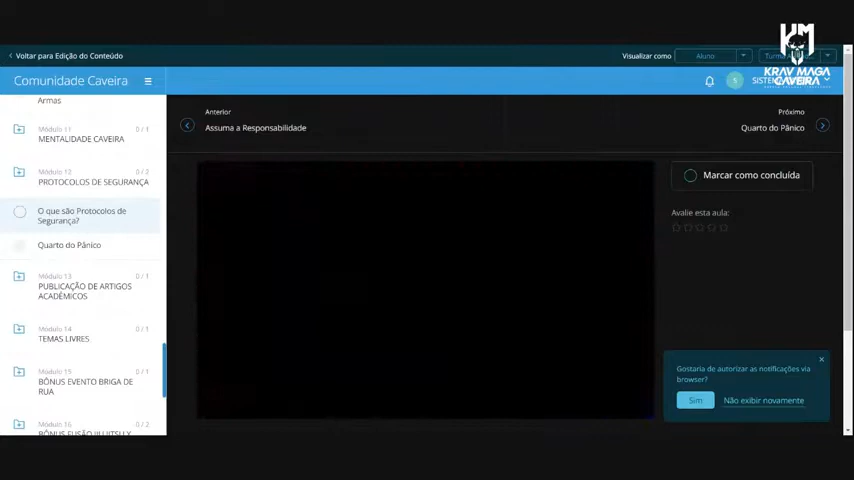 Voltar para Edição do Conteúdo
Visualizar como
Aluno
KRAV MAGA
CAVEIRA
Comunidade Caveira
S
Armas
Módulo 11
0 / 1
MENTALIDADE CAVEIRA
Módulo 12
0 / 2
PROTOCOLOS DE SEGURANÇA
O que são Protocolos de
Segurança?
Quarto do Pânico
Módulo 13
0 / 1
PUBLICAÇÃO DE ARTIGOS
ACADÊMICOS
Módulo 14
0 / 1
TEMAS LIVRES
Módulo 15
0 / 1
BÔNUS EVENTO BRIGA DE
RUA
Módulo 16
0 / 2
Anterior
Assuma a Responsabilidade
Próximo
Quarto do Pânico
Marcar como concluída
Avalie esta aula:
Gostaria de autorizar as notificações via
browser?
Sim
Não exibir novamente